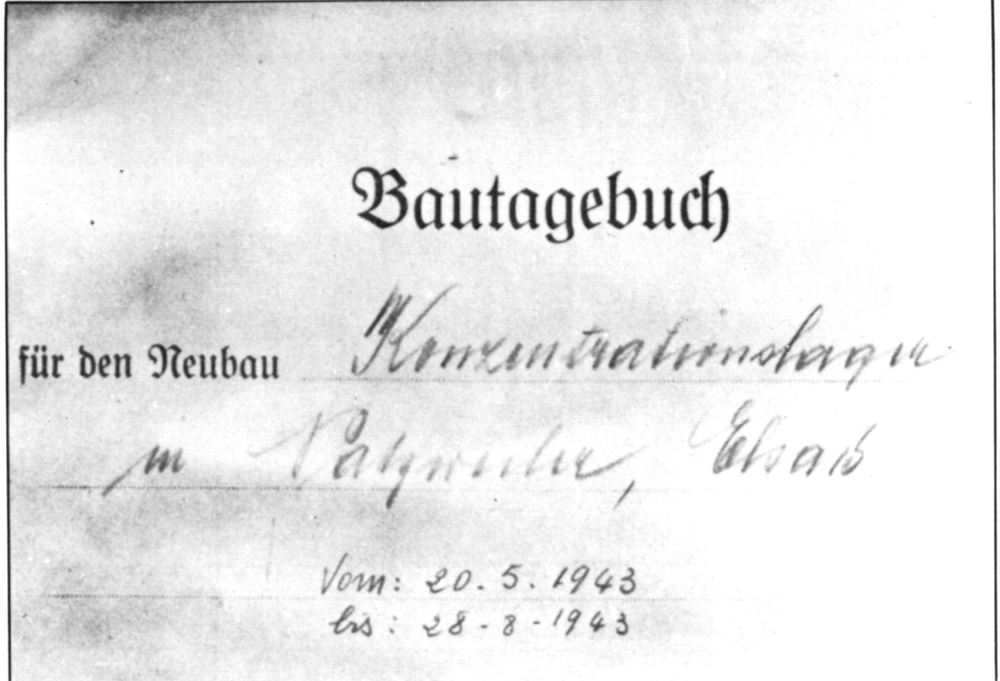 Bautagebuch
für den Neubau Konzentrationslager
in Natzweiler, Elsaß
Vom: 20.5.1943
bis: 28-8-1943